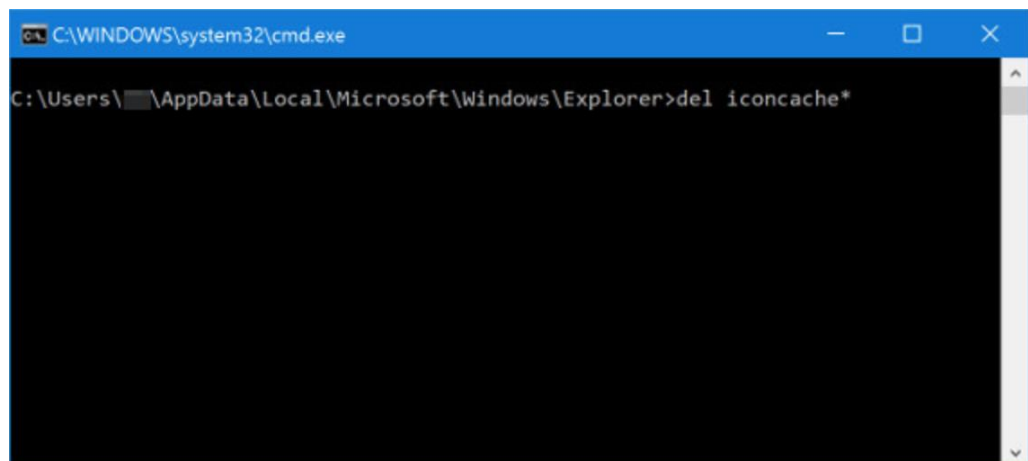 C:\WINDOWS\system32\cmd.exe
C:\Users\ \AppData\Local\Microsoft\Windows\Explorer>del iconcache*